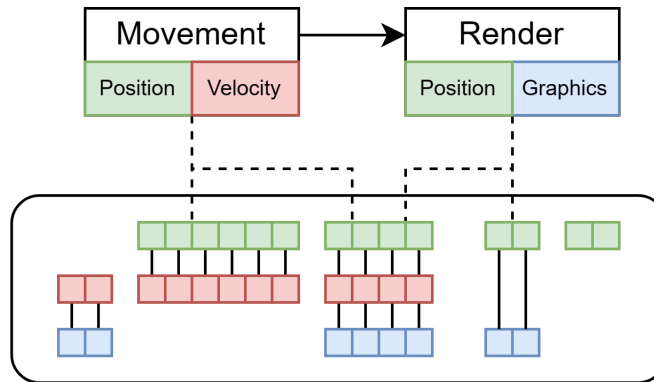 Movement
Render
Position
Velocity
Position
Graphics